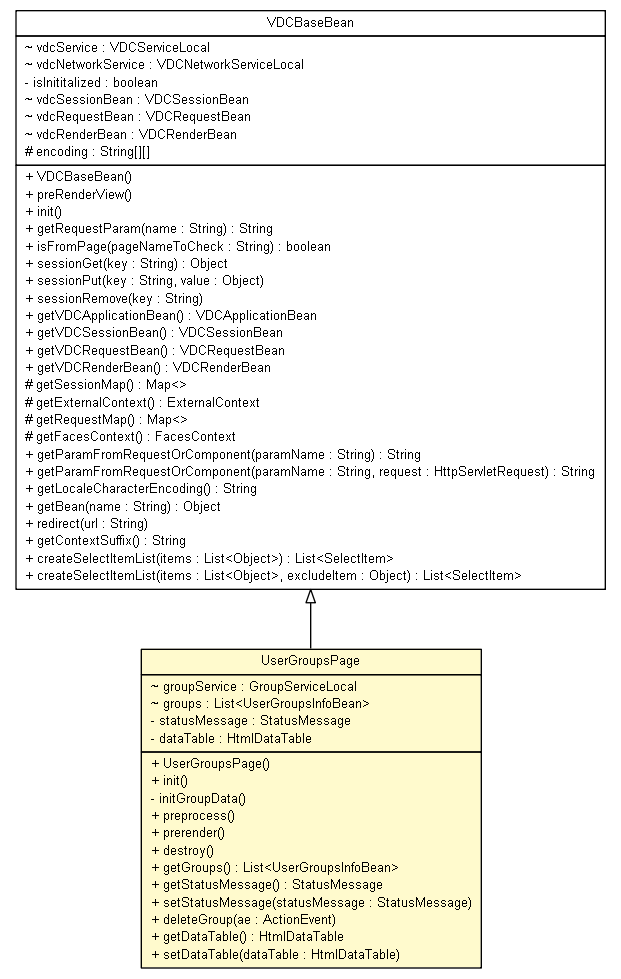 VDCBaseBean
~ vdcService : VDCServiceLocal
~ vdcNetworkService : VDCNetworkServiceLocal
- isInititalized : boolean
~ vdcSessionBean : VDCSessionBean
~ vdcRequestBean : VDCRequestBean
~ vdcRenderBean : VDCRenderBean
# encoding : String[][]
+ VDCBaseBean()
+ preRenderView()
+ init()
+ getRequestParam(name : String) : String
+ isFromPage(pageNameToCheck : String) : boolean
+ sessionGet(key : String) : Object
+ sessionPut(key : String, value : Object)
+ sessionRemove(key : String)
+ getVDCApplicationBean() : VDCApplicationBean
+ getVDCSessionBean() : VDCSessionBean
+ getVDCRequestBean() : VDCRequestBean
+ getVDCRenderBean() : VDCRenderBean
# getSessionMap() : Map<>
# getExternalContext() : ExternalContext
# getRequestMap() : Map<>
# getFacesContext() : FacesContext
+ getParamFromRequestOrComponent(paramName : String) : String
+ getParamFromRequestOrComponent(paramName : String, request : HttpServletRequest) : String
+ getLocaleCharacterEncoding() : String
+ getBean(name : String) : Object
+ redirect(url : String)
+ getContextSuffix() : String
+ createSelectItemList(items : List<Object>) : List<SelectItem>
+ createSelectItemList(items : List<Object>, excludeItem : Object) : List<SelectItem>
UserGroupsPage
~ groupService : GroupServiceLocal
~ groups : List<UserGroupsInfoBean>
- statusMessage : StatusMessage
- dataTable : HtmlDataTable
+ UserGroupsPage()
+ init()
- initGroupData()
+ preprocess()
+ prerender()
+ destroy()
+ getGroups() : List<UserGroupsInfoBean>
+ getStatusMessage() : StatusMessage
+ setStatusMessage(statusMessage : StatusMessage)
+ deleteGroup(ae : ActionEvent)
+ getDataTable() : HtmlDataTable
+ setDataTable(dataTable : HtmlDataTable)